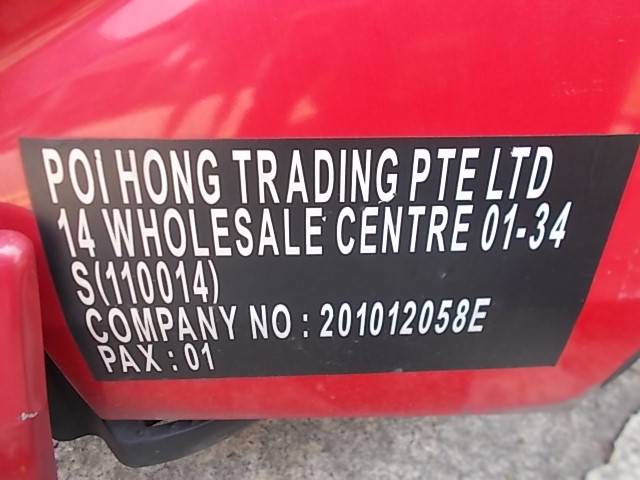 POI HONG TRADING PTE LTD
14 WHOLESALE CENTRE 01-34
S(110014)
COMPANY NO : 201012058E
PAX : 01